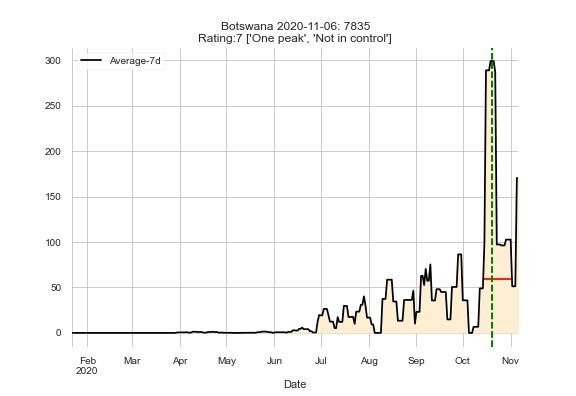 Botswana 2020-11-06: 7835
Rating:7 ['One peak', 'Not in control']
Average-7d
300
250
200
150
100
50
0
Feb Mar Apr May Jun Jul Aug Sep Oct Nov
2020
Date